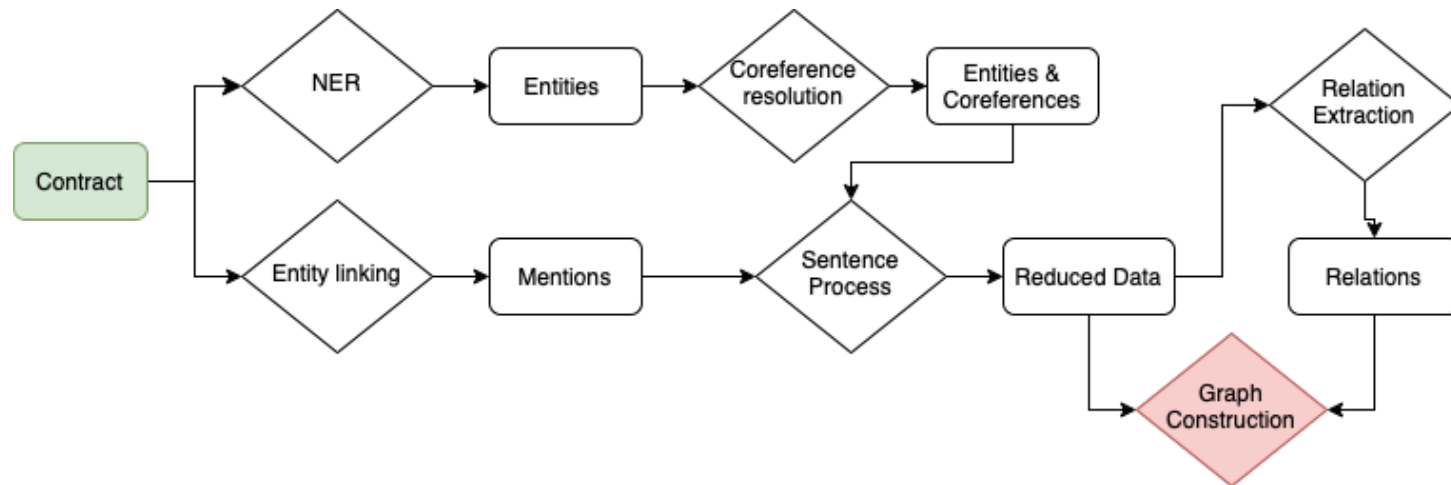 NER
Entities
Coreference
resolution
Entities &
Coreferences
Relation
Extraction
Contract
Entity linking
Mentions
Sentence
Process
Reduced Data
Relations
Graph
Construction